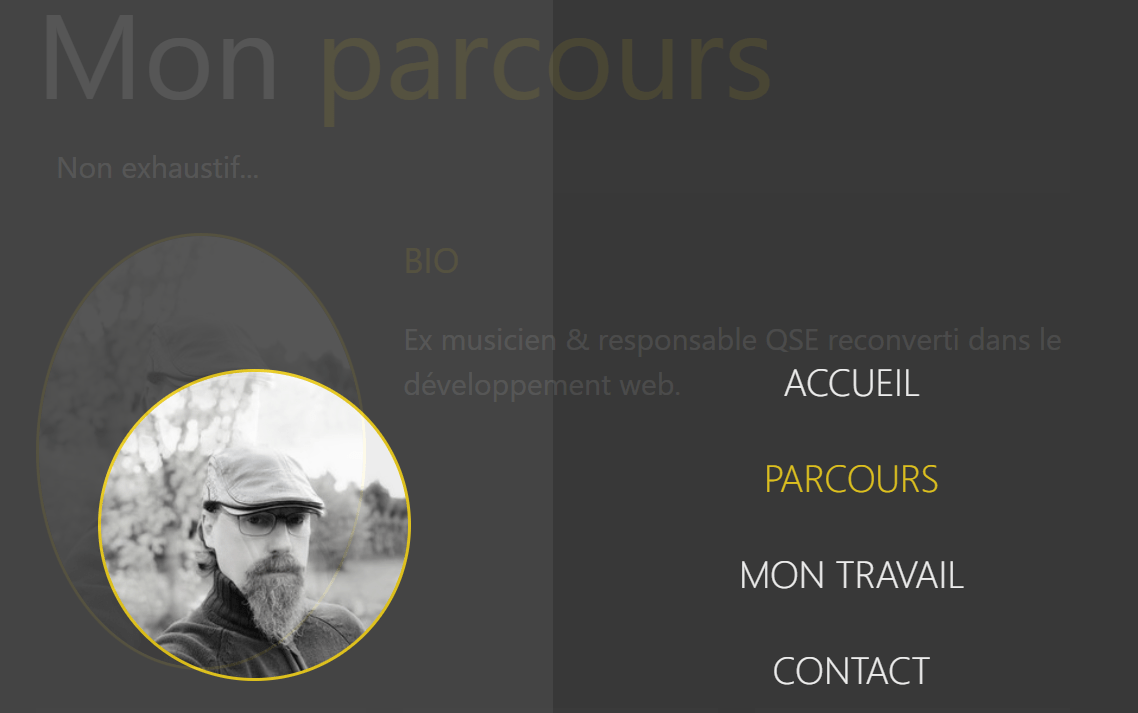 Mon parcours
Non exhaustif...
BIO
Ex musicien & responsable QSE reconverti dans le
développement web.
ACCUEIL
PARCOURS
MON TRAVAIL
CONTACT